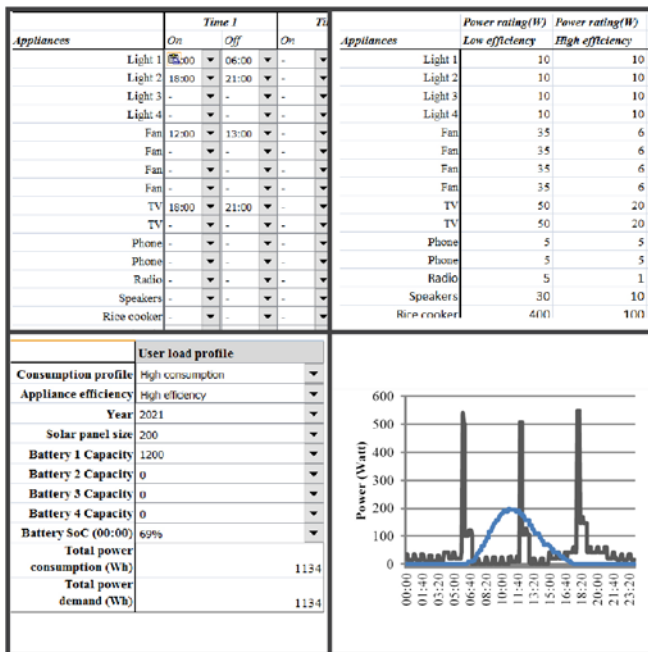 Time 1
Appliances On Off On
Light 1 :00 06:00 -
Light 2 18:00 21:00 -
Light 3 - - -
Light 4 - - -
Fan 12:00 13:00 -
Fan - - -
Fan - - -
Fan - - -
TV 18:00 21:00 -
TV - - -
Phone - - -
Phone - - -
Radio - - -
Speakers - - -
Rice cooker - - -
Power rating(W) Power rating(W)
Appliances Low efficiency High efficiency
Light 1 10 10
Light 2 10 10
Light 3 10 10
Light 4 10 10
Fan 35 6
Fan 35 6
Fan 35 6
Fan 35 6
TV 50 20
TV 50 20
Phone 5 5
Phone 5 5
Radio 5 1
Speakers 30 10
Rice cooker 400 100
User load profile
Consumption profile High consumption
Appliance efficiency High efficiency
Year 2021
Solar panel size 200
Battery 1 Capacity 1200
Battery 2 Capacity 0
Battery 3 Capacity 0
Battery 4 Capacity 0
Battery SoC (00:00) 69%
Total power
consumption (Wh) 1134
Total power
demand (Wh) 1134
Power (Watt)
600
500
400
300
200
100
0
00:00
01:40
03:20
05:00
06:40
08:20
10:00
11:40
13:20
15:00
16:40
18:20
20:00
21:40
23:20